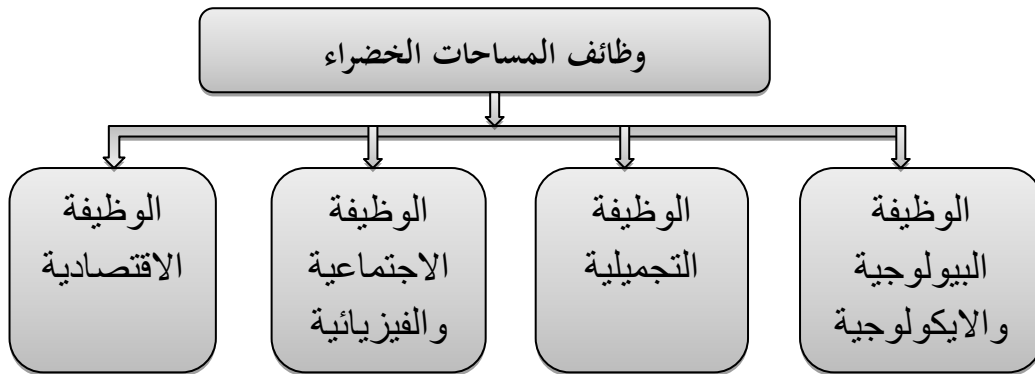 وظائف المساحات الخضراء
الوظيفة
البيولوجية
والايكولوجية
الوظيفة
التجميلية
الوظيفة
الاجتماعية
والفيزيائية
الوظيفة
الاقتصادية